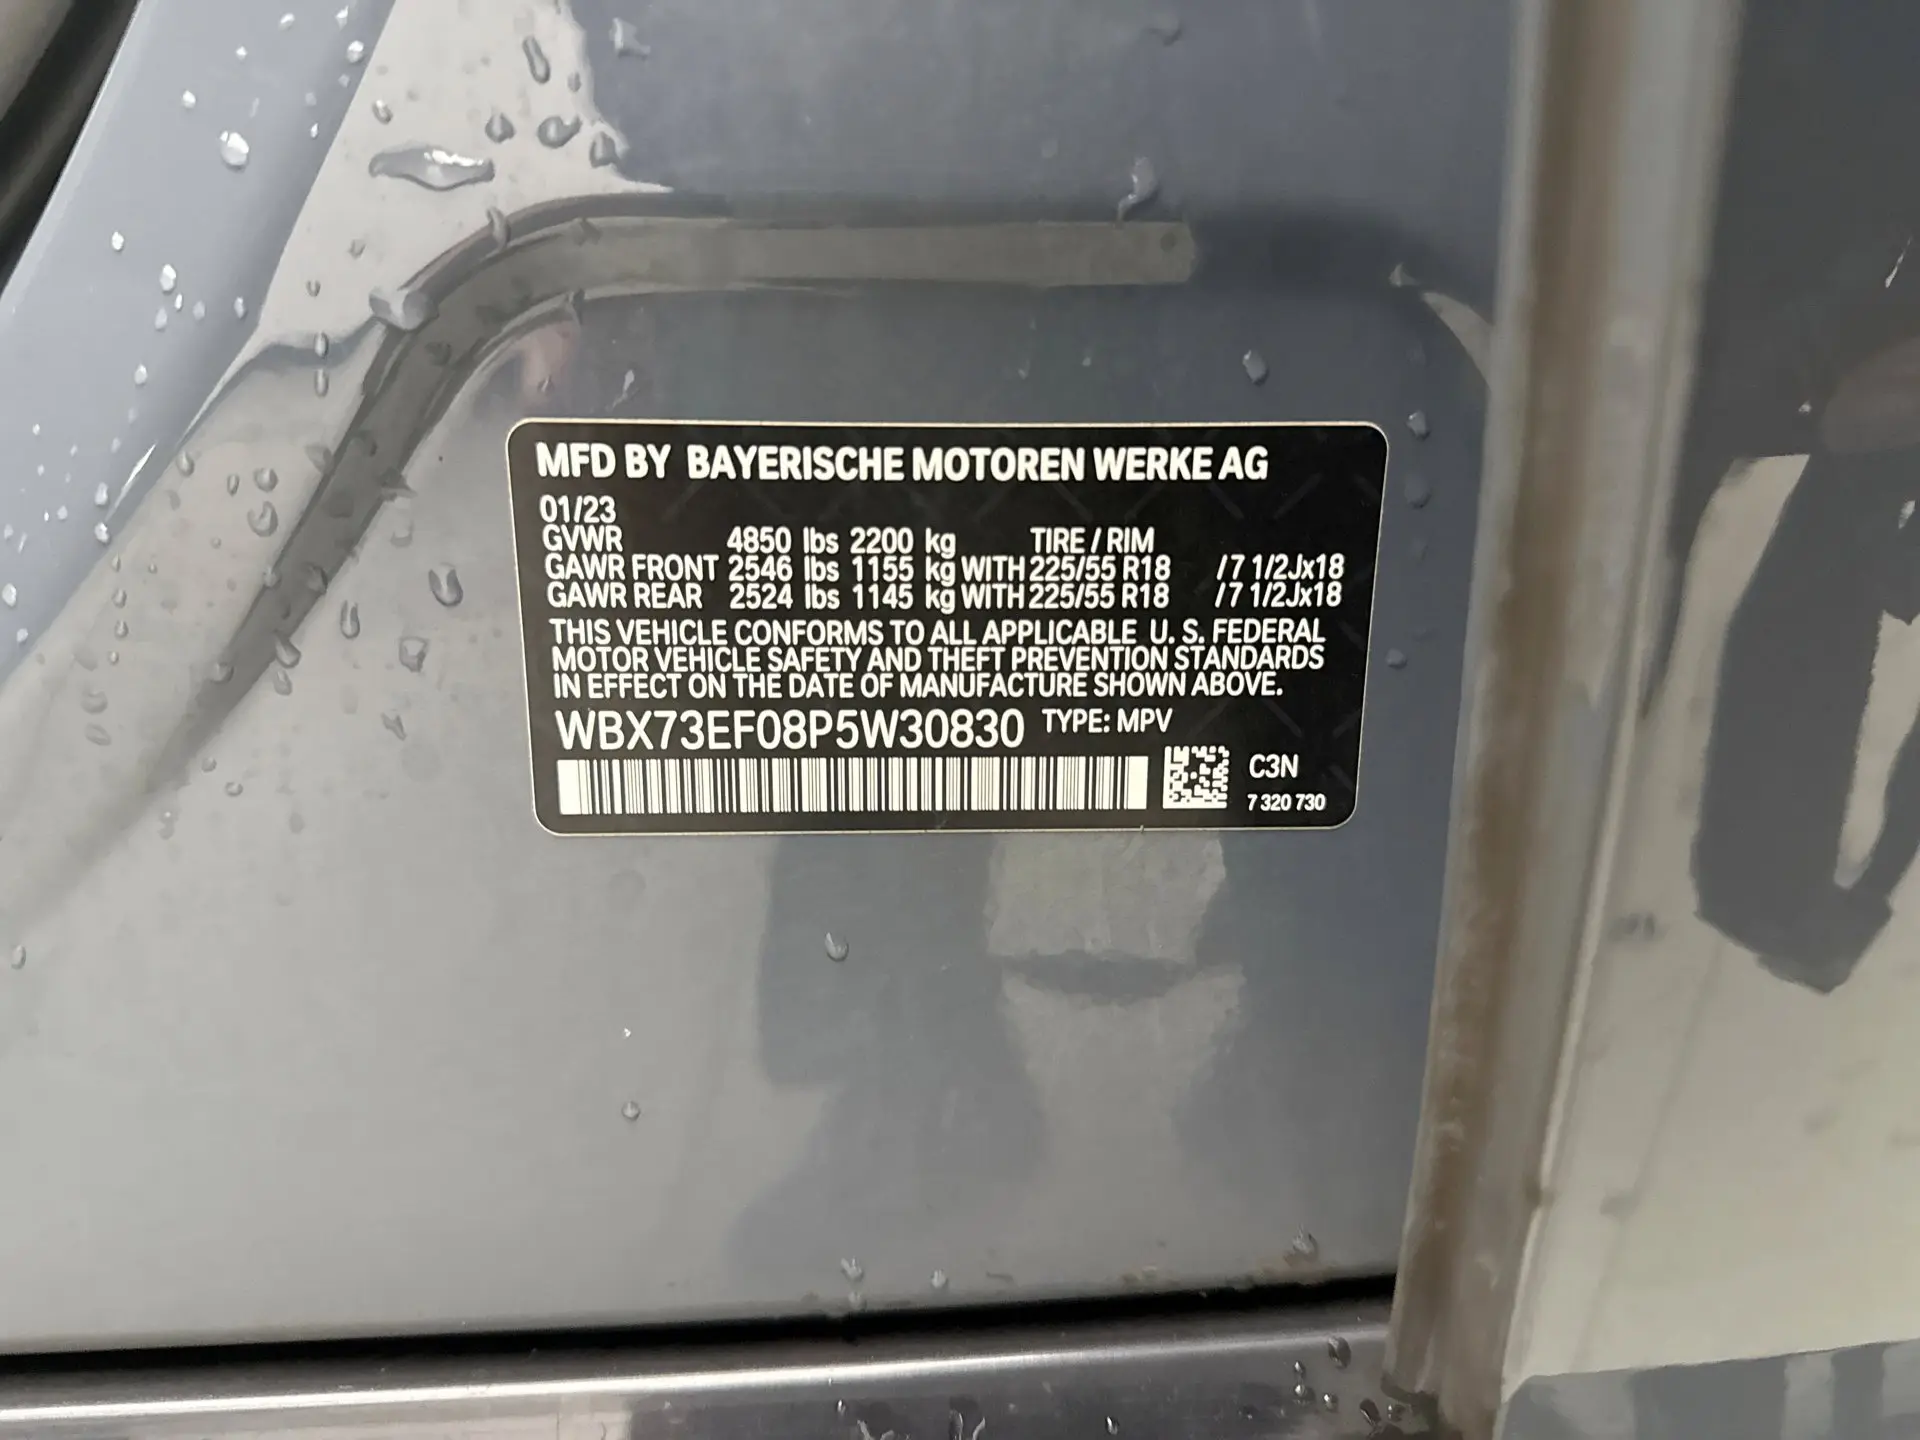 MFD BY BAYERISCHE MOTOREN WERKE AG
01/23
GVWR 4850 lbs 2200 kg TIRE / RIM
GAWR FRONT 2546 lbs 1155 kg WITH 225/55 R18 /7 1/2Jx18
GAWR REAR 2524 lbs 1145 kg WITH 225/55 R18 /7 1/2Jx18
THIS VEHICLE CONFORMS TO ALL APPLICABLE U. S. FEDERAL
MOTOR VEHICLE SAFETY AND THEFT PREVENTION STANDARDS
IN EFFECT ON THE DATE OF MANUFACTURE SHOWN ABOVE.
WBX73EF08P5W30830 TYPE: MPV
C3N
7 320 730